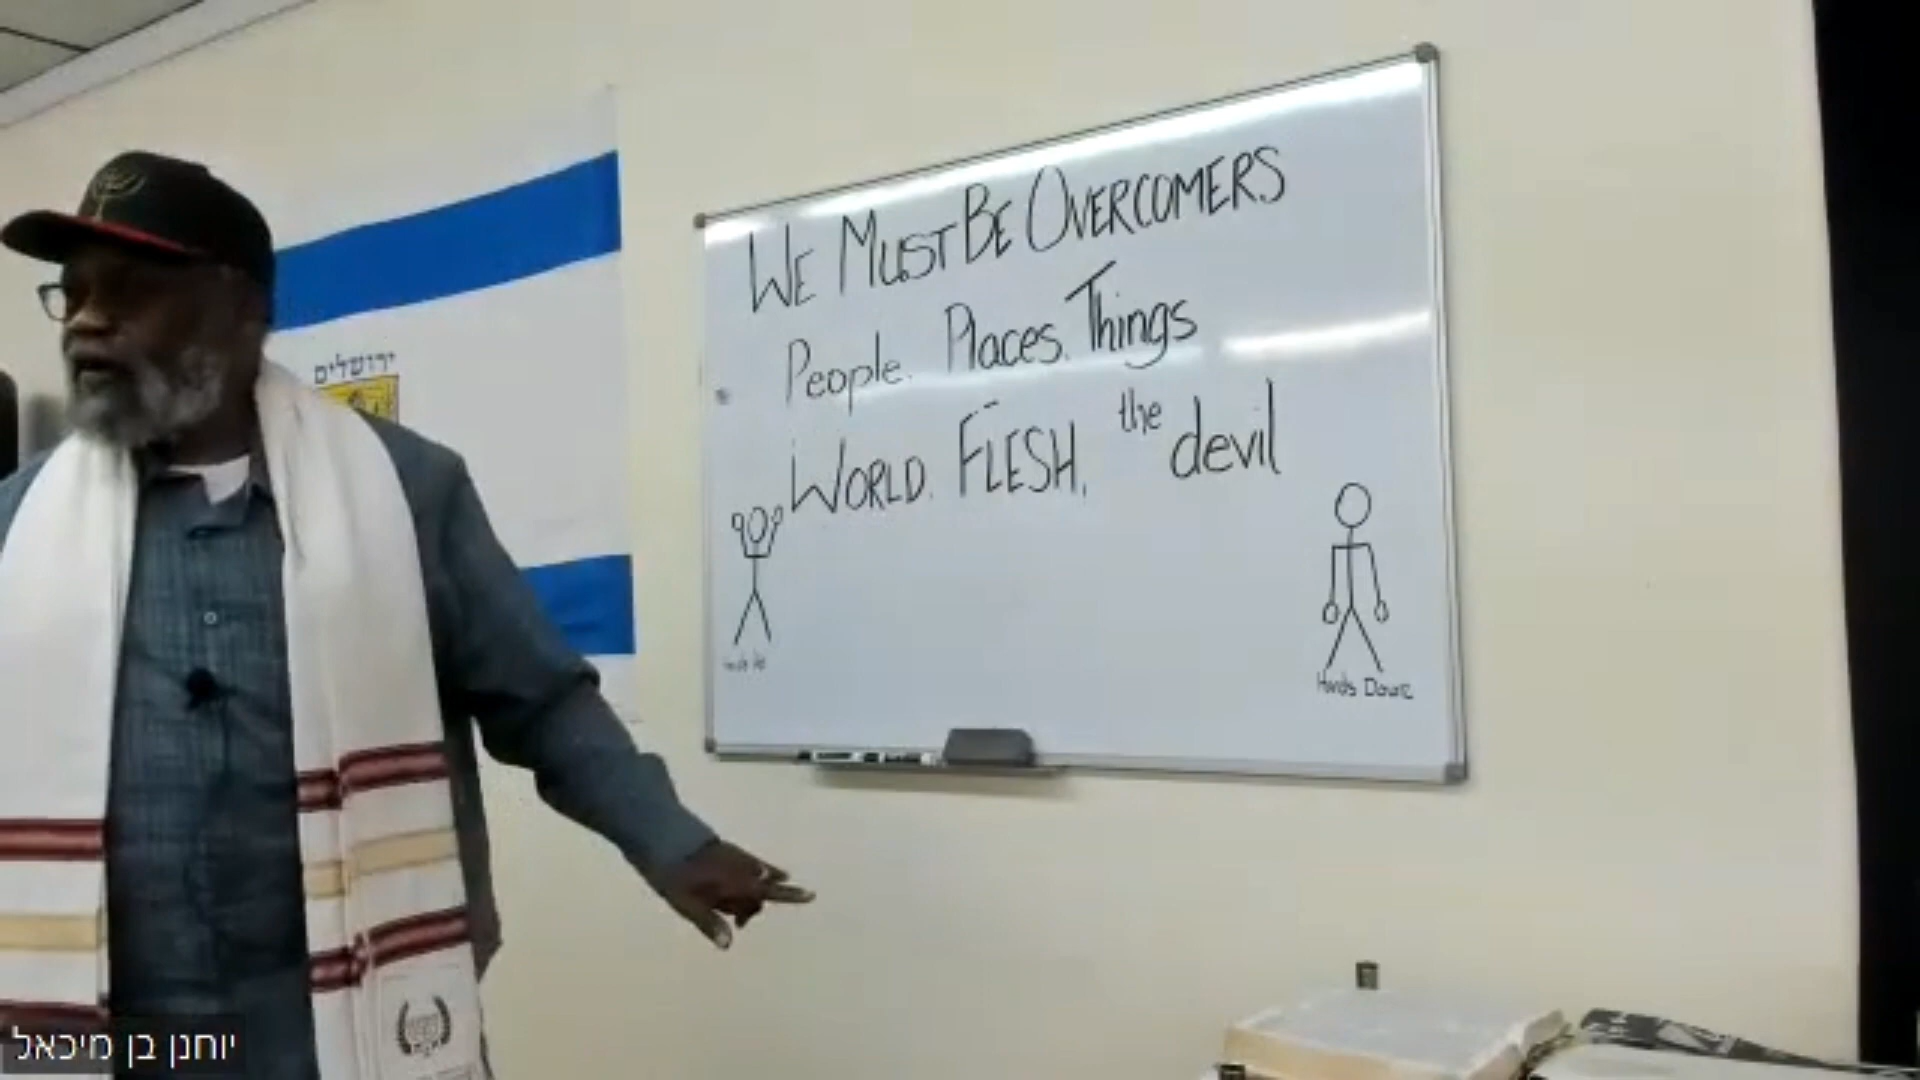 WE MUST BE OVERCOMERS
People. Places. Things
WORLD. FLESH, the devil
Hands Down
ירושלים
יוחנן בן מיכאל